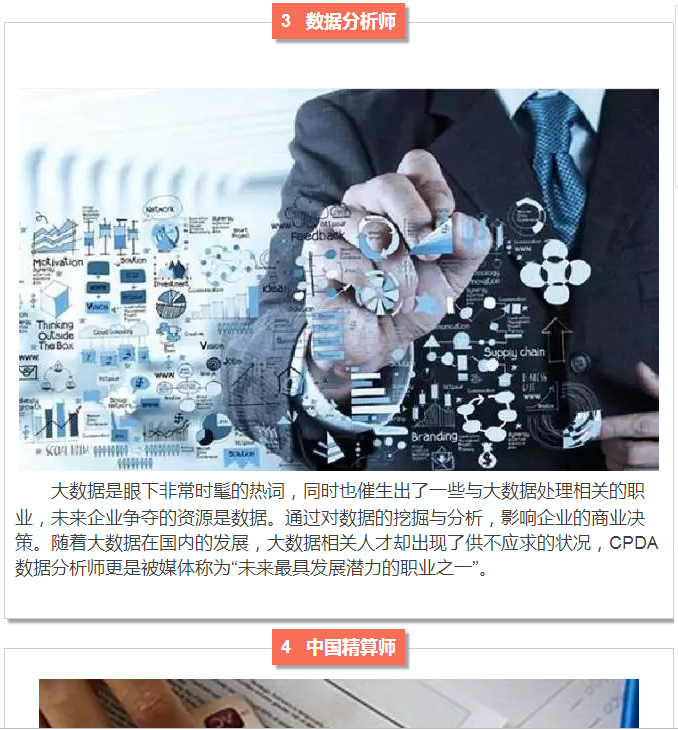 3 数据分析师
Network
Motivation
Solution
Investment
Feedback
Thinking
Outside
The Box
Cloud Computing
Vision
Vision
WWW.
Jobs
Supply chain
Branding
Solution
大数据是眼下非常时髦的热词，同时也催生出了一些与大数据处理相关的职
业，未来企业争夺的资源是数据。通过对数据的挖掘与分析，影响企业的商业决
策。随着大数据在国内的发展，大数据相关人才却出现了供不应求的状况，CPDA
数据分析师更是被媒体称为“未来最具发展潜力的职业之一”。
4 中国精算师